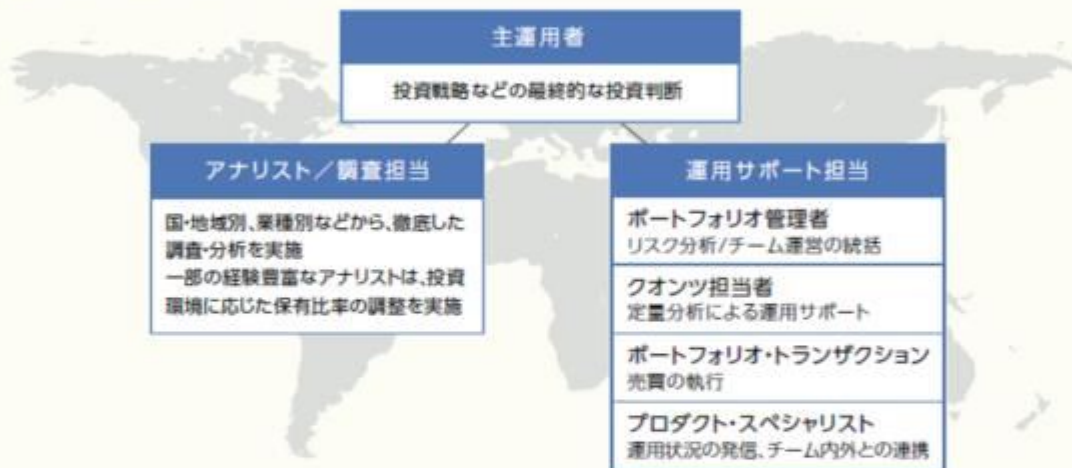 主運用者
投資戦略などの最終的な投資判断
アナリスト／調査担当
国・地域別、業種別などから、徹底した
調査・分析を実施
一部の経験豊富なアナリストは、投資
環境に応じた保有比率の調整を実施
運用サポート担当
ポートフォリオ管理者
リスク分析/チーム運営の統括
クオンツ担当者
定量分析による運用サポート
ポートフォリオ・トランザクション
売買の執行
プロダクト・スペシャリスト
運用状況の発信、チーム内外との連携